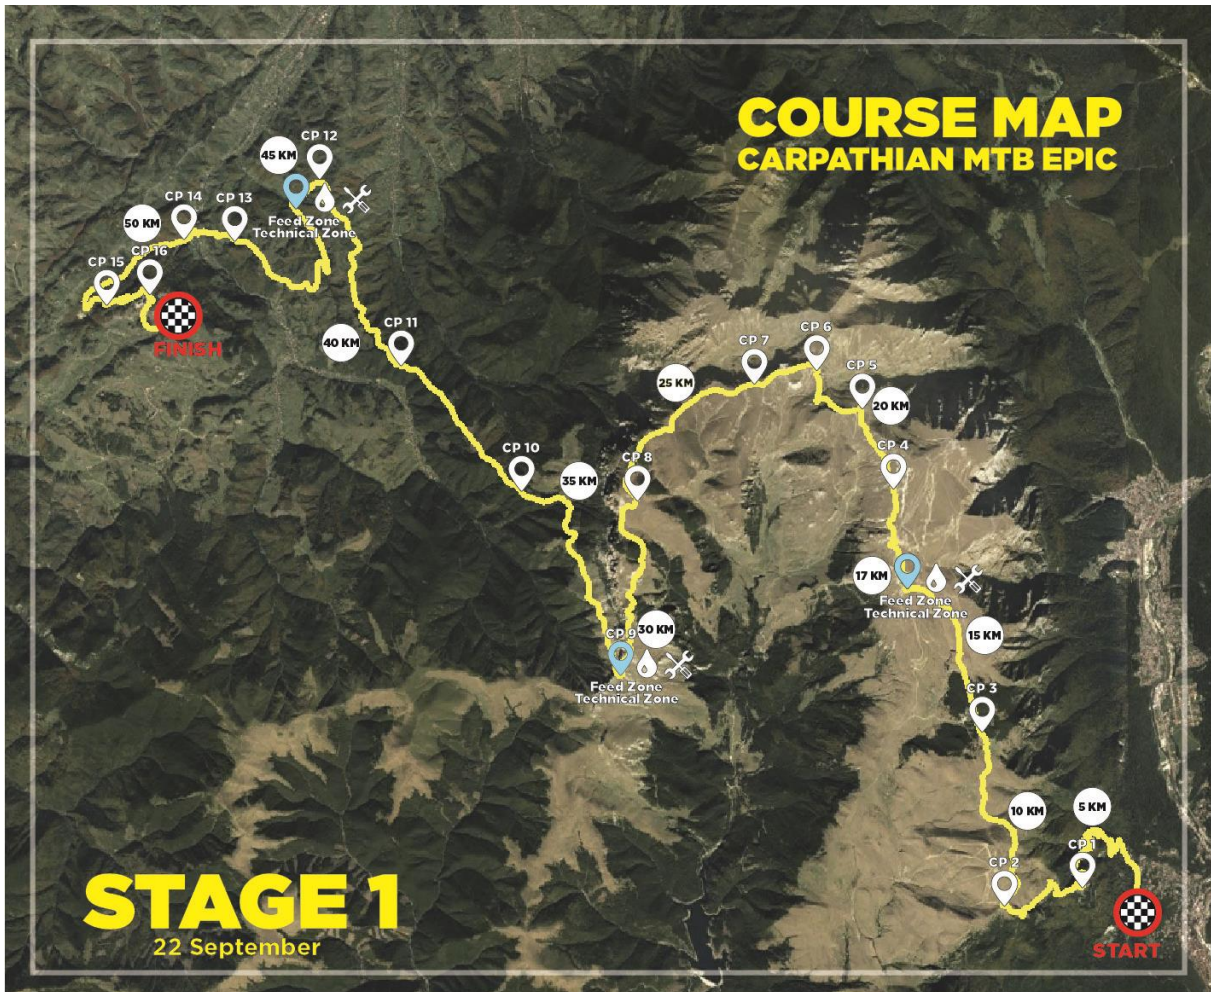 COURSE MAP
CARPATHIAN MTB EPIC
CP 12
45 KM
CP 14
CP 13
50 KM
Feed Zone
Technical Zone
CP 16
CP 15
FINISH
40 KM
CP 11
CP 6
CP 7
CP 5
25 KM
20 KM
CP 4
CP 10
CP 8
35 KM
17 KM
Feed Zone
Technical Zone
15 KM
CP 9
30 KM
Feed Zone
Technical Zone
CP 3
10 KM
5 KM
CP 1
CP 2
STAGE 1
22 September
START